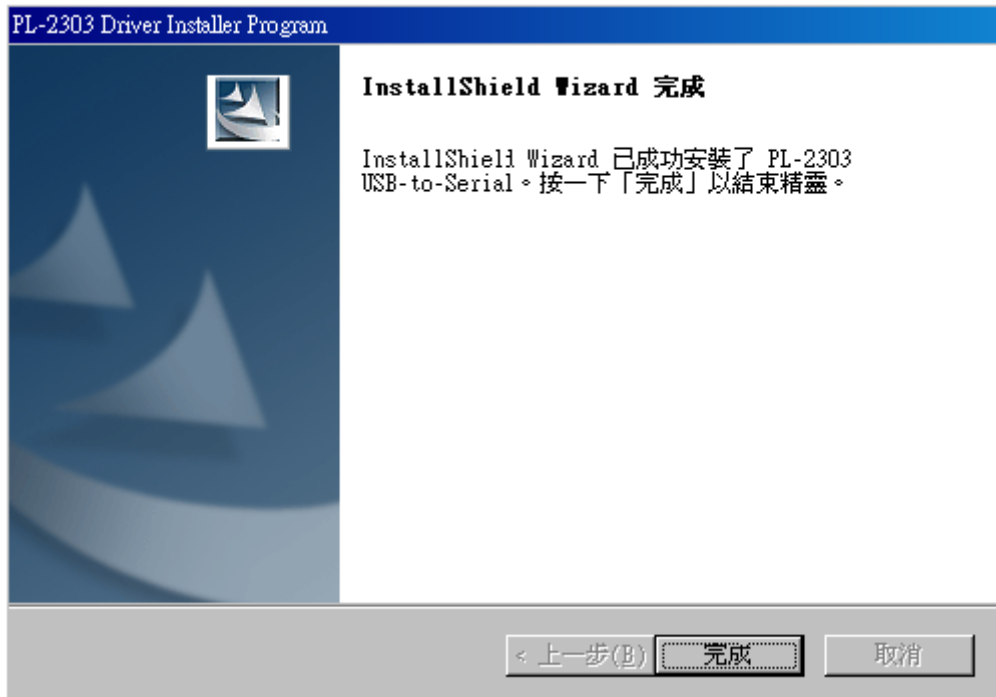 PL-2303 Driver Installer Program
InstallShield Wizard 完成
InstallShield Wizard 已成功安裝了 PL-2303
USB-to-Serial。按一下「完成」以結束精靈。
< 上一步(B)
完成
取消